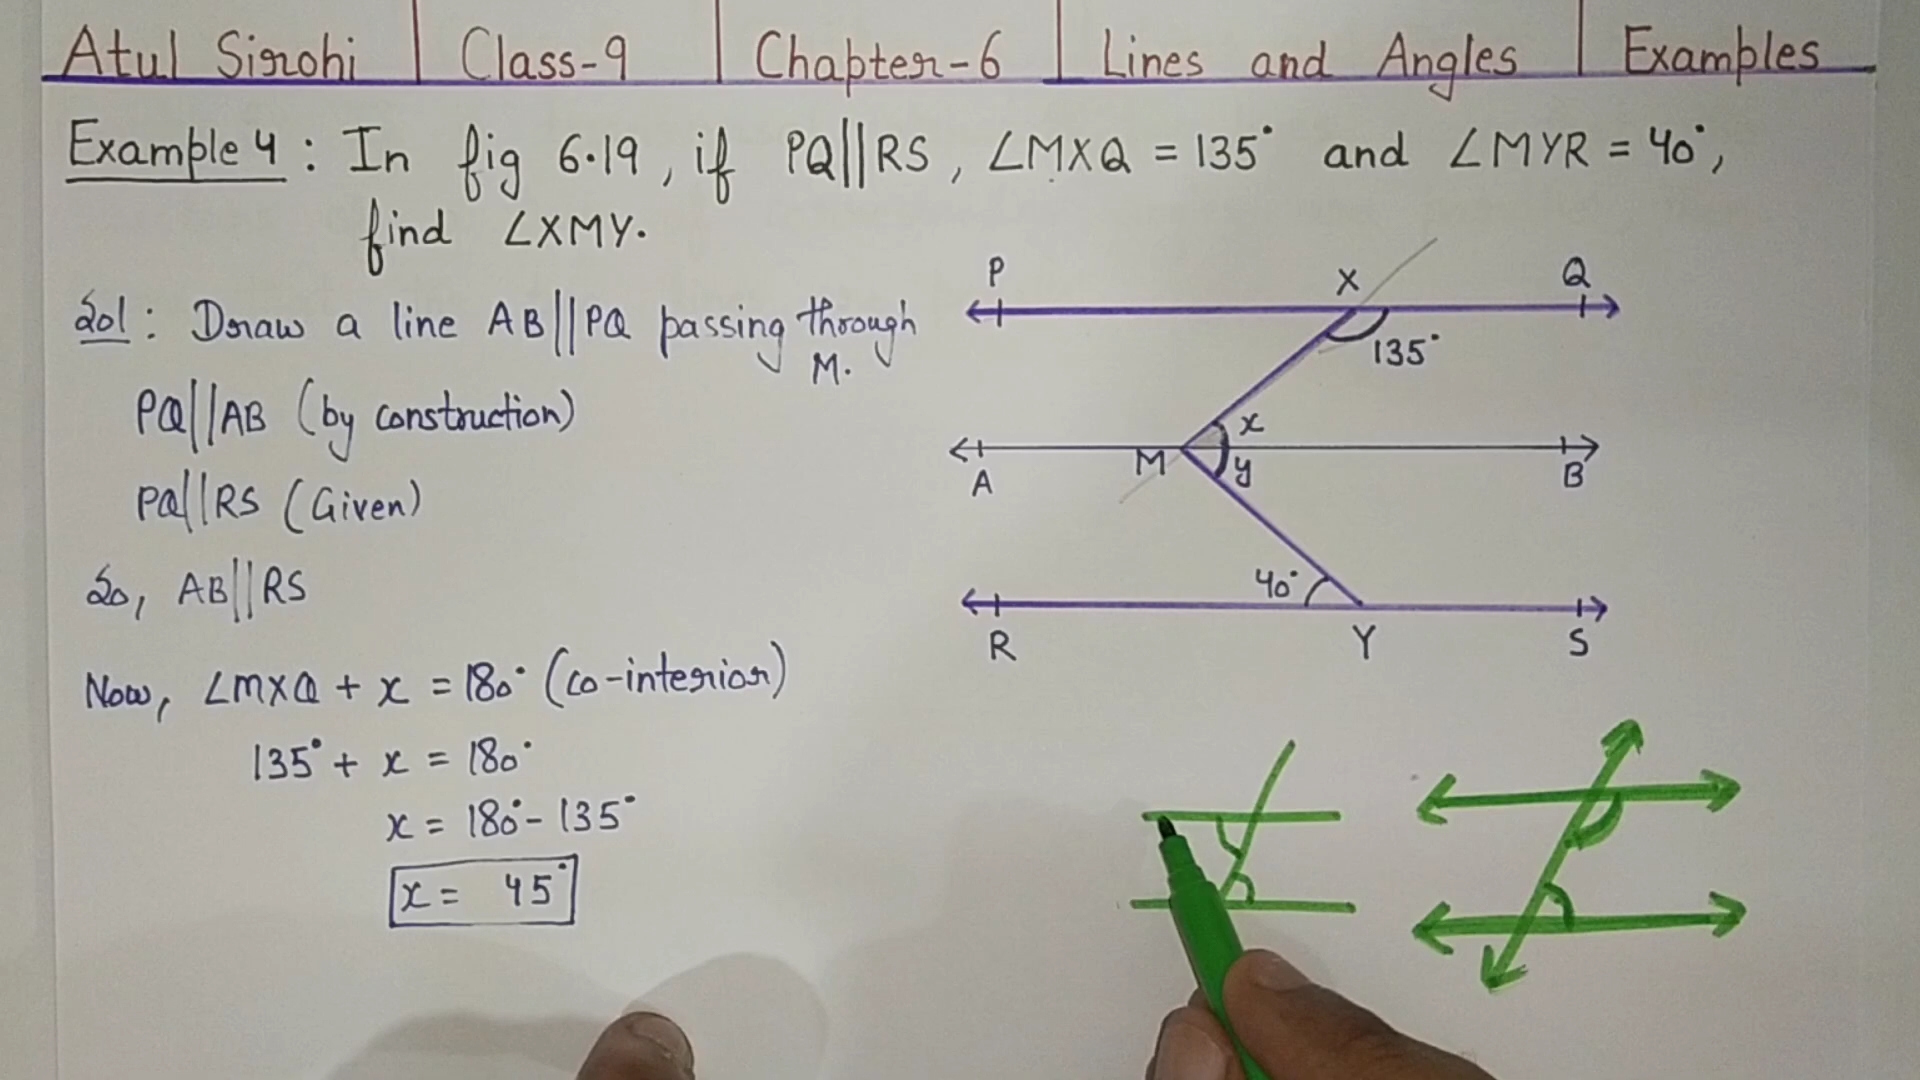 Atul Sirohi | Class-9 | Chapter-6 | Lines and Angles | Examples
Example 4 : In fig 6.19, if PQ||RS, ∠MXQ = 135° and ∠MYR = 40°,
find ∠XMY.
Sol : Draw a line AB||PQ passing through
M.
PQ||AB (by construction)
PQ||RS (Given)
So, AB||RS
Now, ∠MXQ + x = 180° (co-interior)
135° + x = 180°
x = 180° - 135°
x = 45°
P X Q
135°
x
A M y B
40°
R Y S